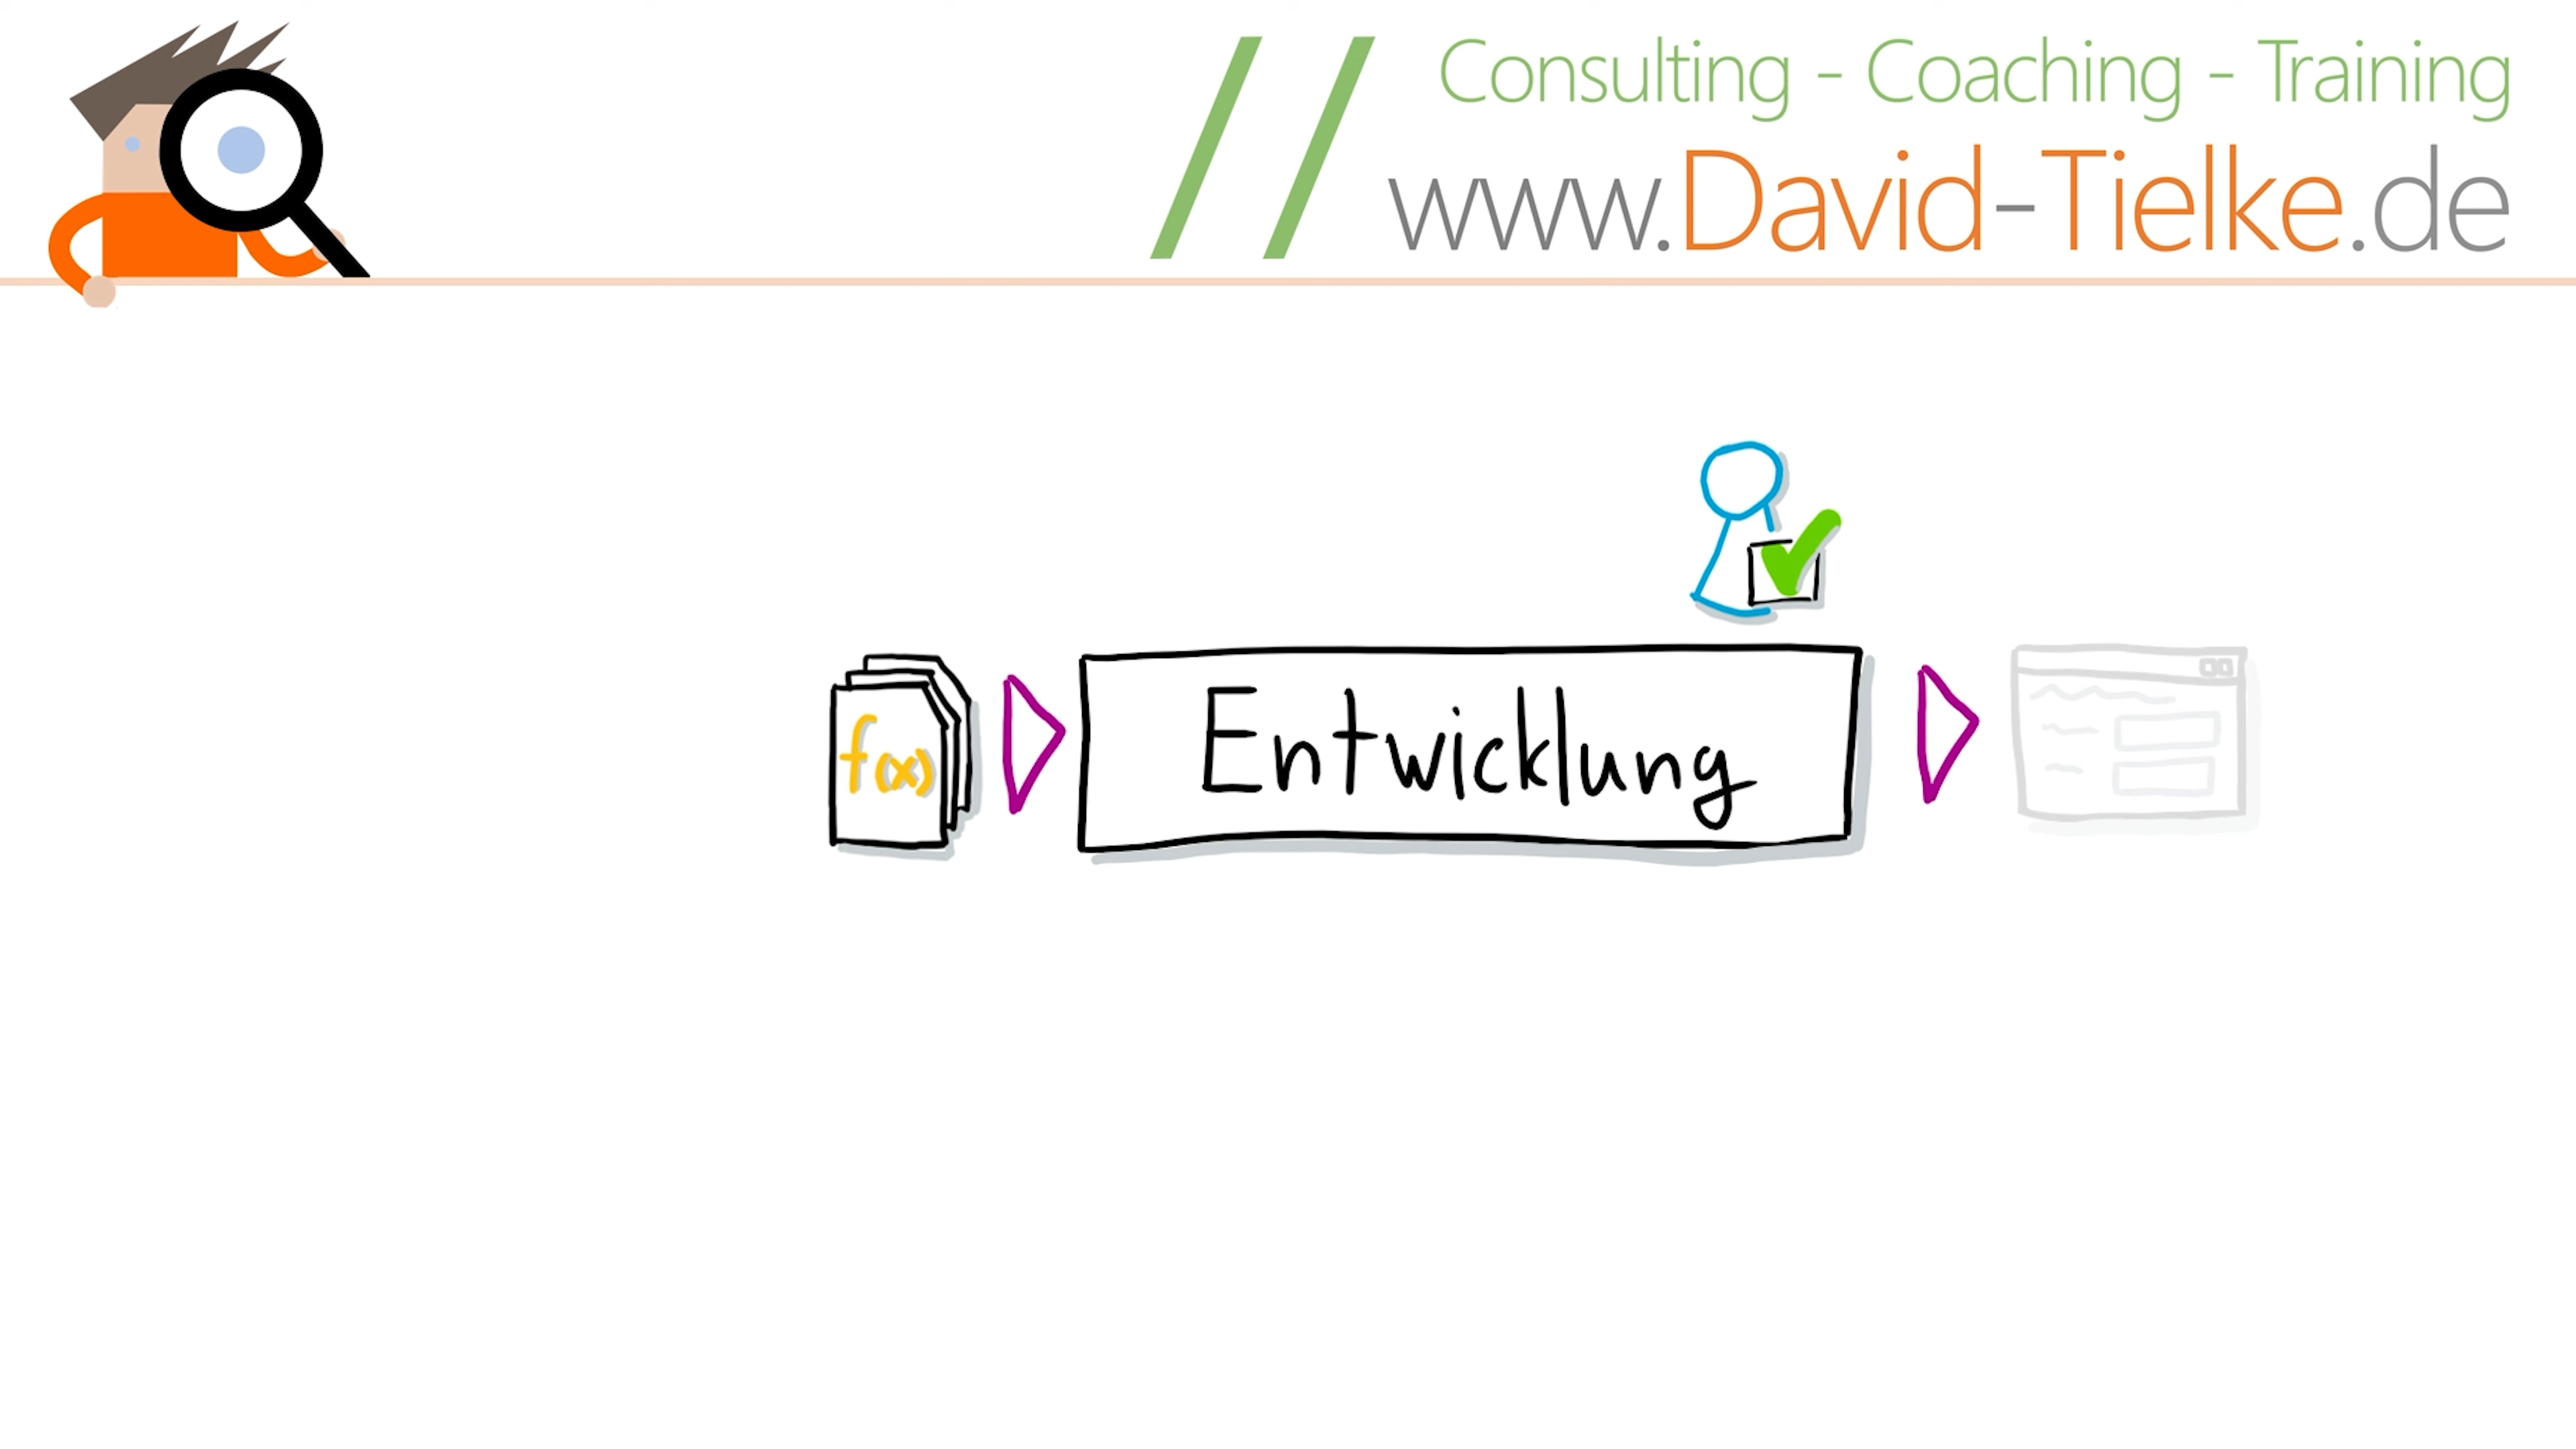 // Consulting - Coaching - Training
www.David-Tielke.de
f(x)
Entwicklung